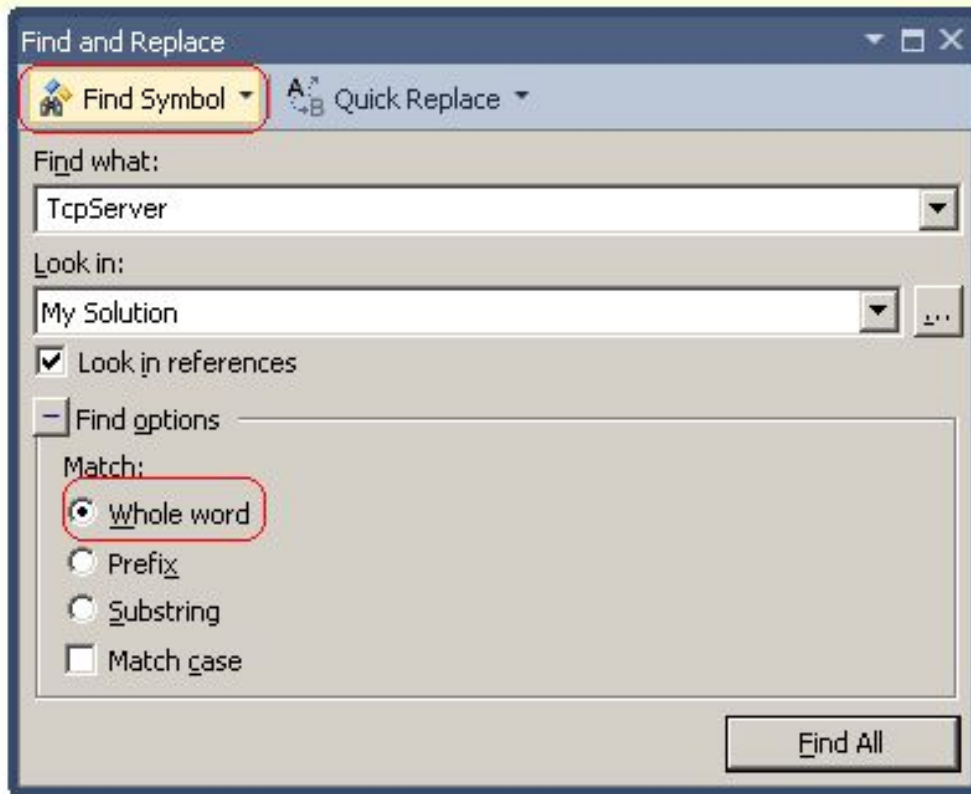 Find and Replace
Find Symbol Quick Replace
Find what:
TcpServer
Look in:
My Solution
...
Look in references
Find options
Match:
Whole word
Prefix
Substring
Match case
Find All